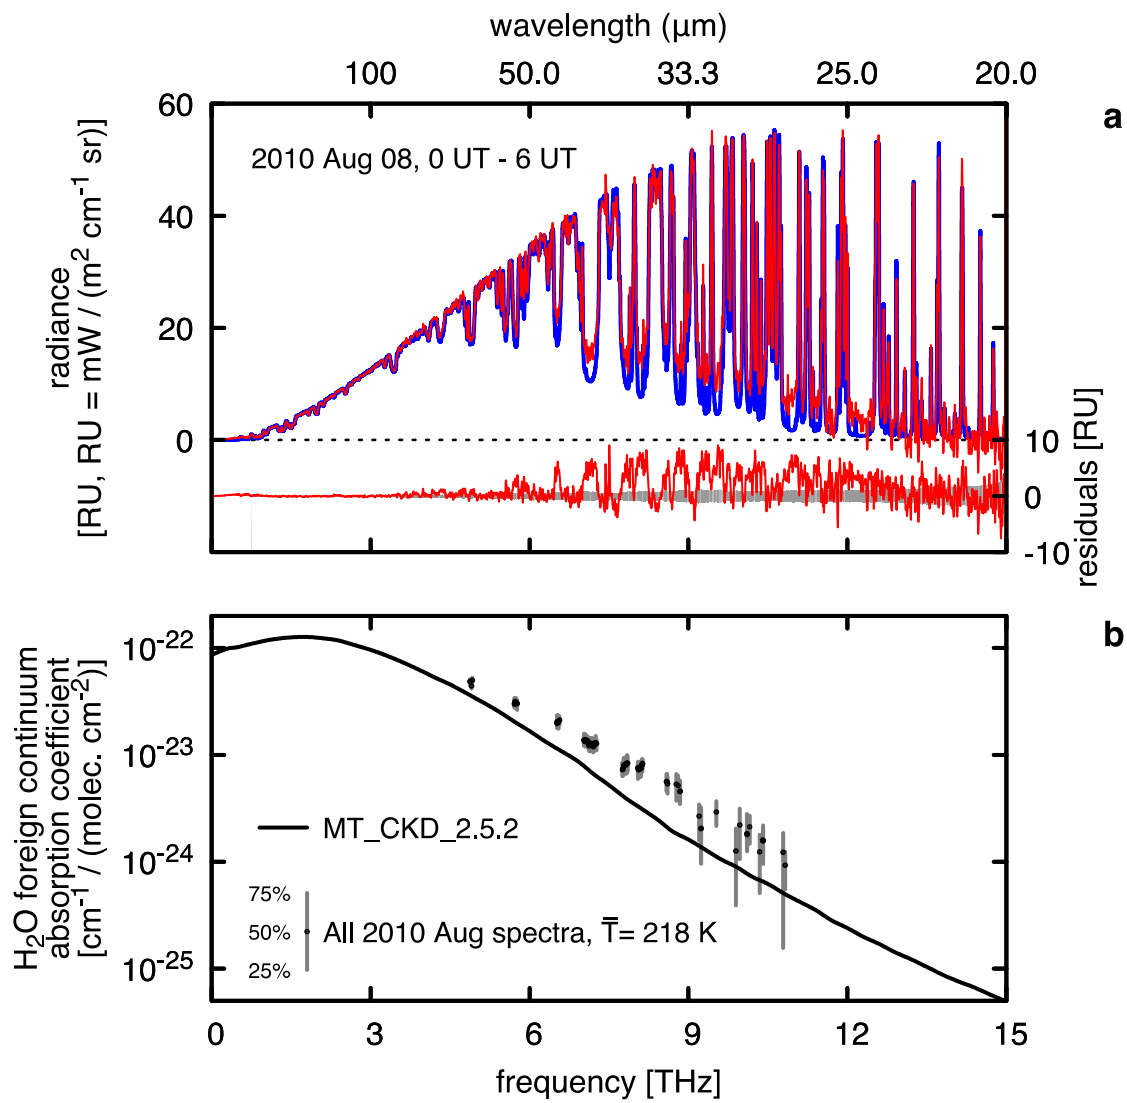 wavelength (μm)
100 50.0 33.3 25.0 20.0
a
60
40
20
0
radiance
[RU, RU = mW / (m² cm⁻¹ sr)]
2010 Aug 08, 0 UT - 6 UT
10
0
-10
residuals [RU]
b
10⁻²²
10⁻²³
10⁻²⁴
10⁻²⁵
H₂O foreign continuum
absorption coefficient
[cm⁻¹ / (molec. cm⁻²)]
MT_CKD_2.5.2
75%
50%
25%
All 2010 Aug spectra, T̄= 218 K
0 3 6 9 12 15
frequency [THz]